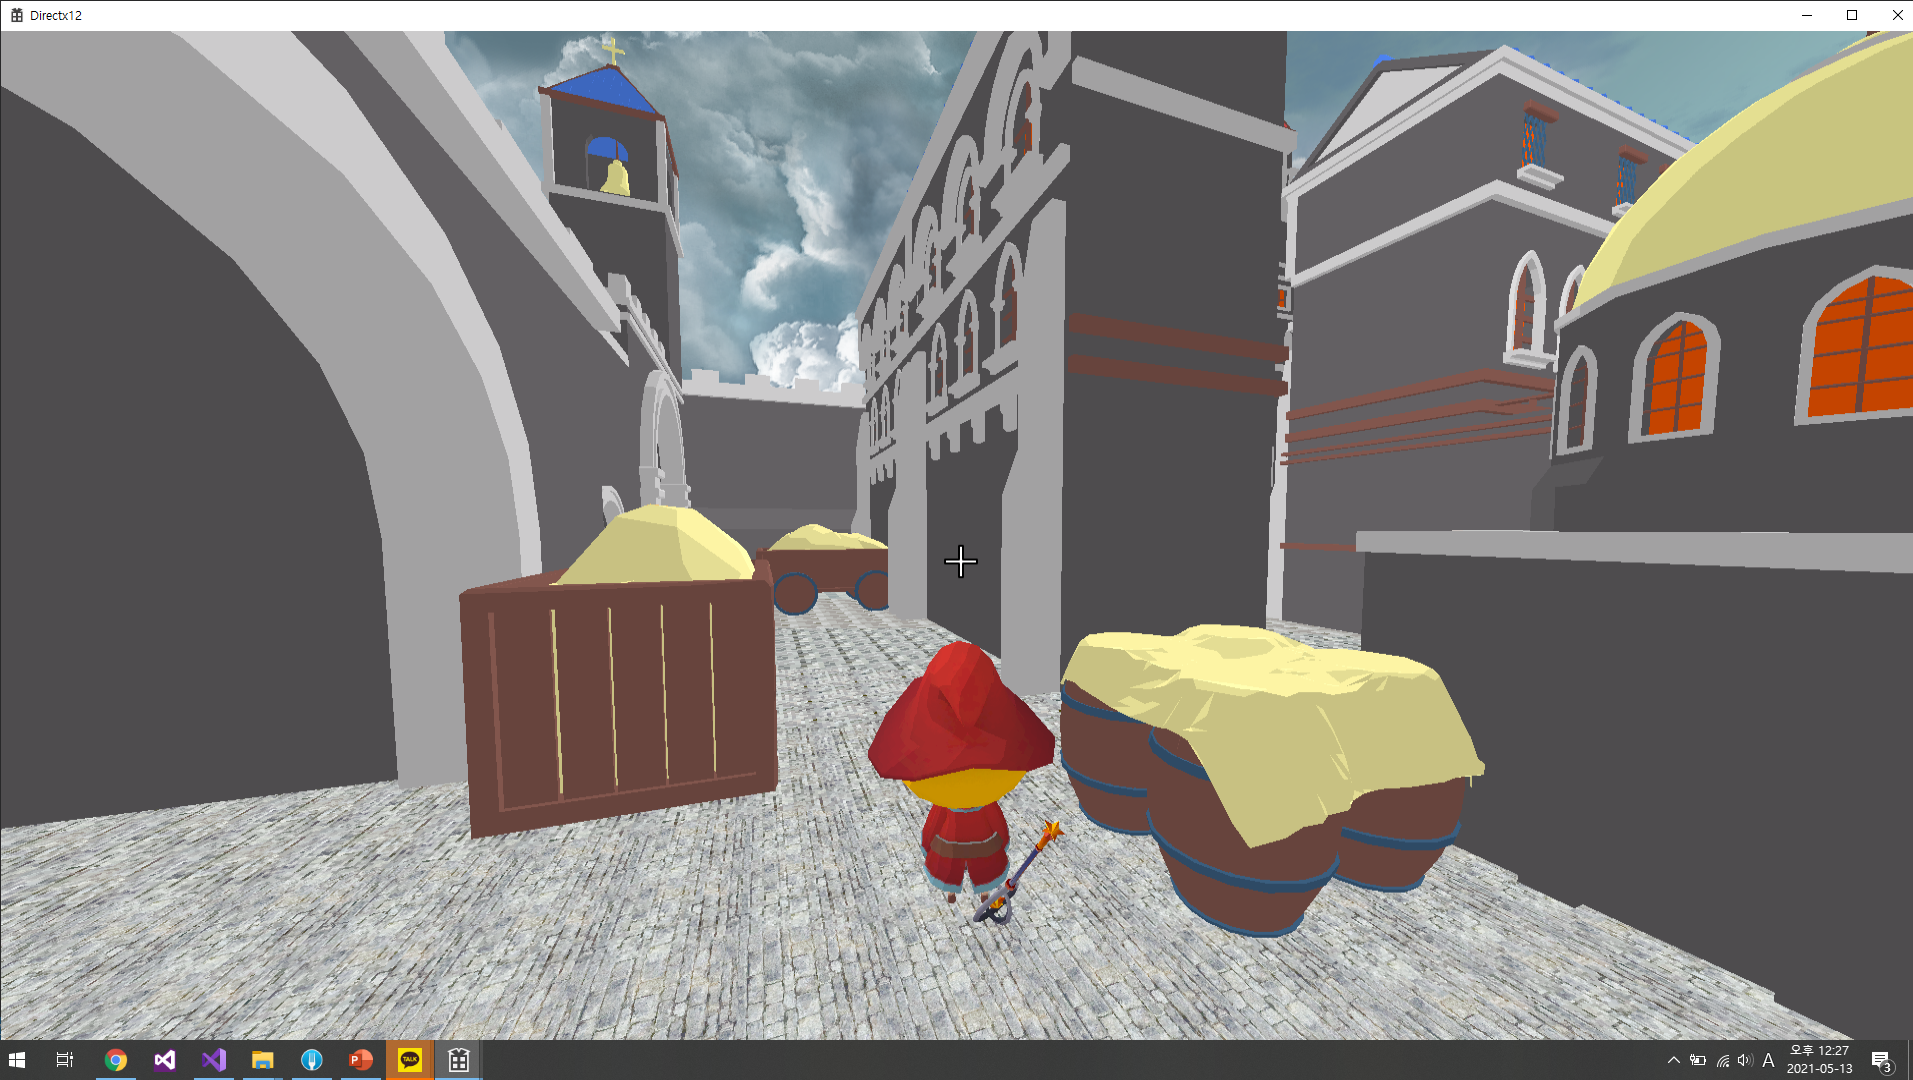 Directx12
P
TALK
A
오후 12:27
2021-05-13
3